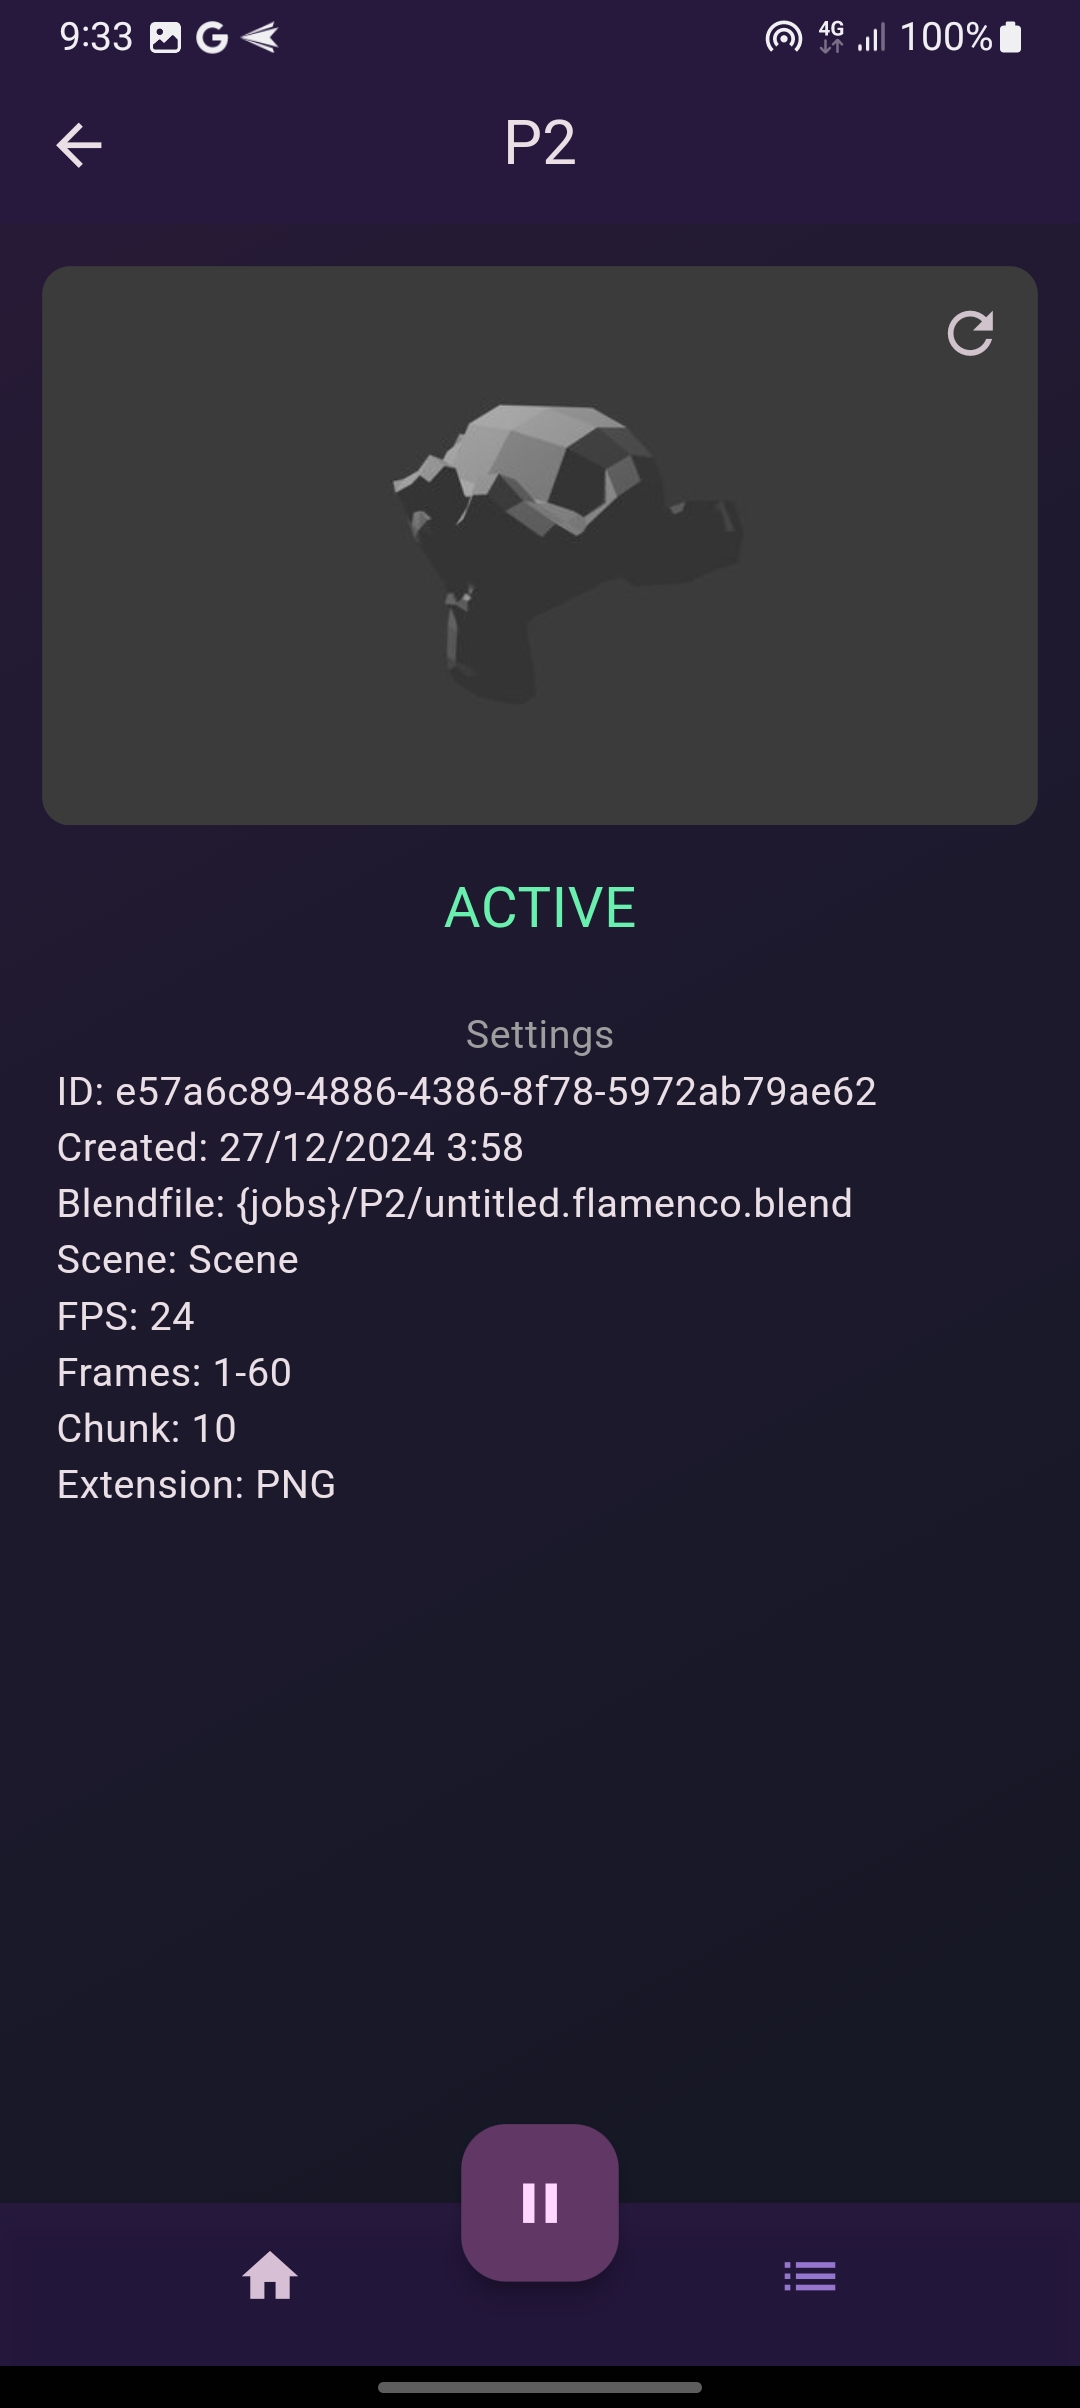 9:33
4G
100%
P2
ACTIVE
Settings
ID: e57a6c89-4886-4386-8f78-5972ab79ae62
Created: 27/12/2024 3:58
Blendfile: {jobs}/P2/untitled.flamenco.blend
Scene: Scene
FPS: 24
Frames: 1-60
Chunk: 10
Extension: PNG